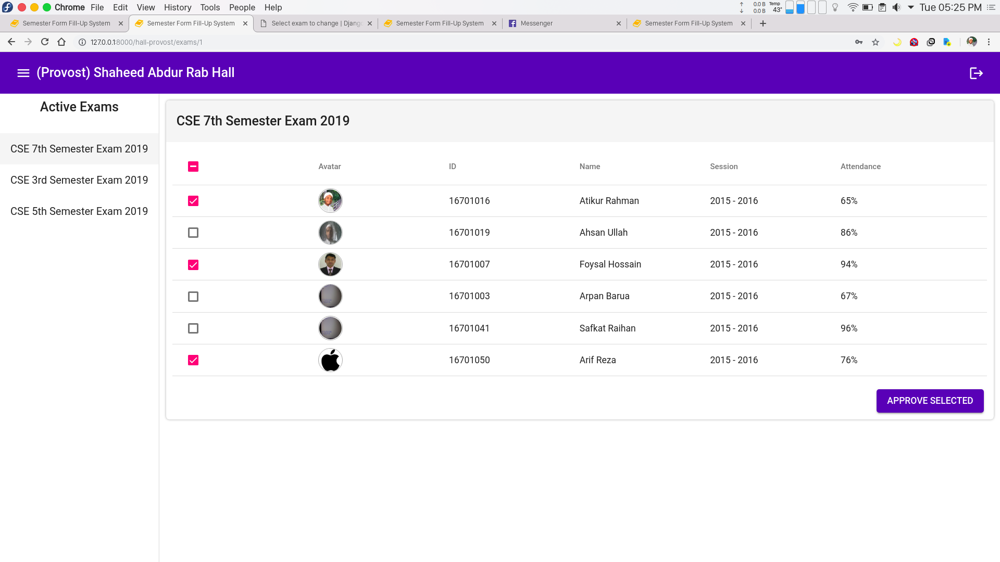 Chrome File Edit View History Tools People Help
0.0 B
0.0 B
Temp
43°
Tue 05:25 PM
Semester Form Fill-Up System
Semester Form Fill-Up System
Select exam to change | Djang
Semester Form Fill-Up System
Messenger
Semester Form Fill-Up System
127.0.0.1:8000/hall-provost/exams/1
(Provost) Shaheed Abdur Rab Hall
Active Exams
CSE 7th Semester Exam 2019
CSE 3rd Semester Exam 2019
CSE 5th Semester Exam 2019
CSE 7th Semester Exam 2019
Avatar ID Name Session Attendance
16701016 Atikur Rahman 2015 - 2016 65%
16701019 Ahsan Ullah 2015 - 2016 86%
16701007 Foysal Hossain 2015 - 2016 94%
16701003 Arpan Barua 2015 - 2016 67%
16701041 Safkat Raihan 2015 - 2016 96%
16701050 Arif Reza 2015 - 2016 76%
APPROVE SELECTED